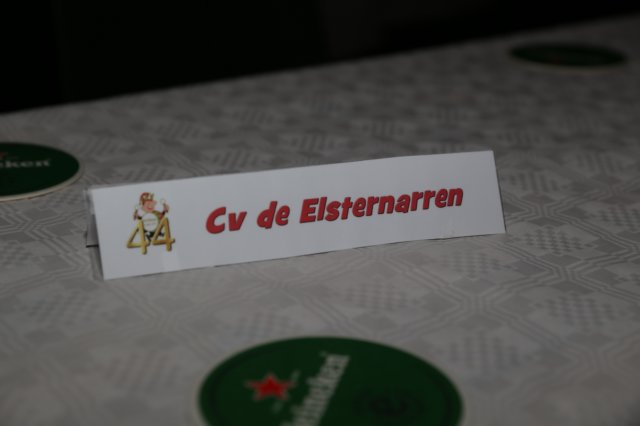 44 Cv de Elsternarren
Heineken